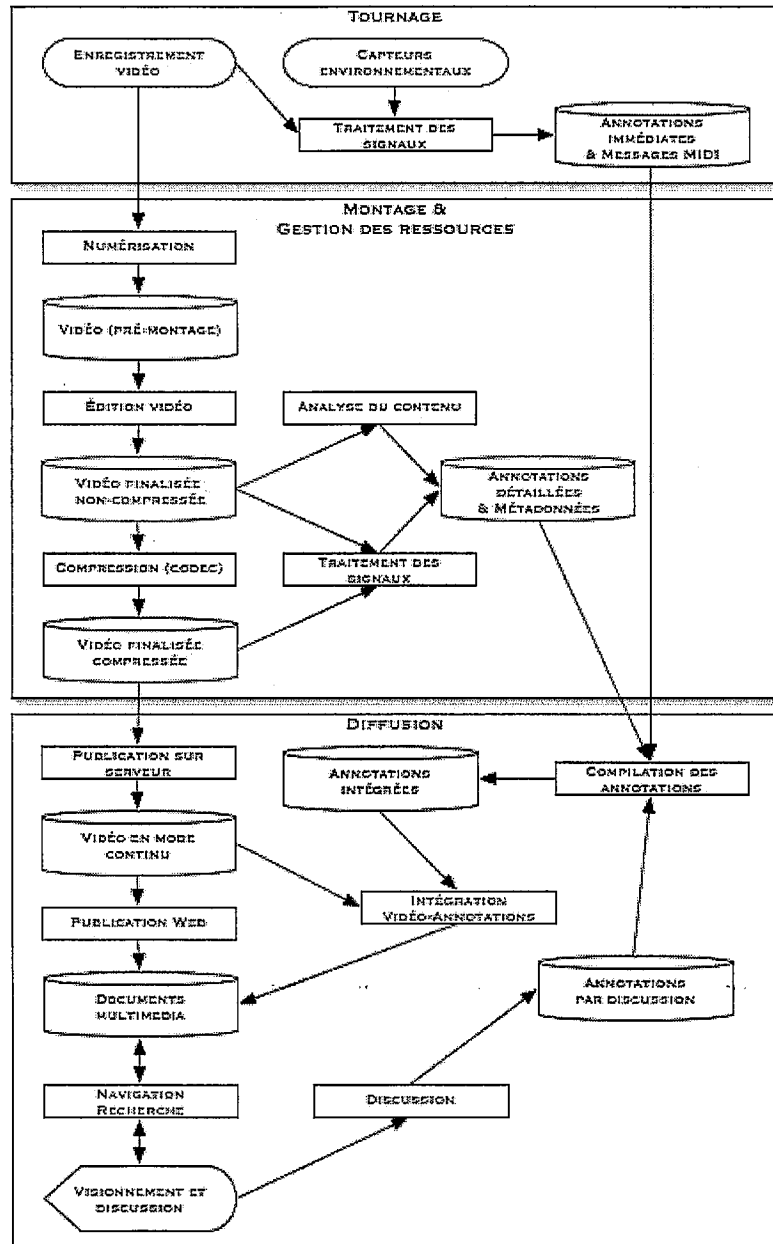 TOURNAGE
ENREGISTREMENT
VIDÉO
CAPTEURS
ENVIRONNEMENTAUX
TRAITEMENT DES
SIGNAUX
ANNOTATIONS
IMMÉDIATES
& MESSAGES MIDI
MONTAGE &
GESTION DES RESSOURCES
NUMÉRISATION
VIDÉO (PRÉ-MONTAGE)
ÉDITION VIDÉO
ANALYSE DU CONTENU
VIDÉO FINALISÉE
NON-COMPRESSÉE
ANNOTATIONS
DÉTAILLÉES
& MÉTADONNÉES
COMPRESSION (CODEC)
TRAITEMENT DES
SIGNAUX
VIDÉO FINALISÉE
COMPRESSÉE
DIFFUSION
PUBLICATION SUR
SERVEUR
ANNOTATIONS
INTÉGRÉES
COMPILATION DES
ANNOTATIONS
VIDÉO EN MODE
CONTINU
INTÉGRATION
VIDÉO-ANNOTATIONS
PUBLICATION WEB
DOCUMENTS
MULTIMEDIA
ANNOTATIONS
PAR DISCUSSION
NAVIGATION
RECHERCHE
DISCUSSION
VISIONNEMENT ET
DISCUSSION